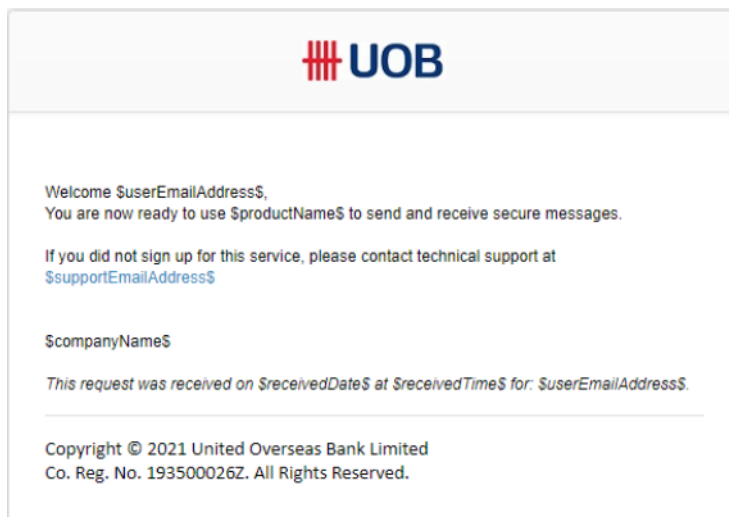 UOB
Welcome $userEmailAddress$,
You are now ready to use $productName$ to send and receive secure messages.
If you did not sign up for this service, please contact technical support at
$supportEmailAddress$
$companyName$
This request was received on $receivedDate$ at $receivedTime$ for: $userEmailAddress$.
Copyright © 2021 United Overseas Bank Limited
Co. Reg. No. 193500026Z. All Rights Reserved.